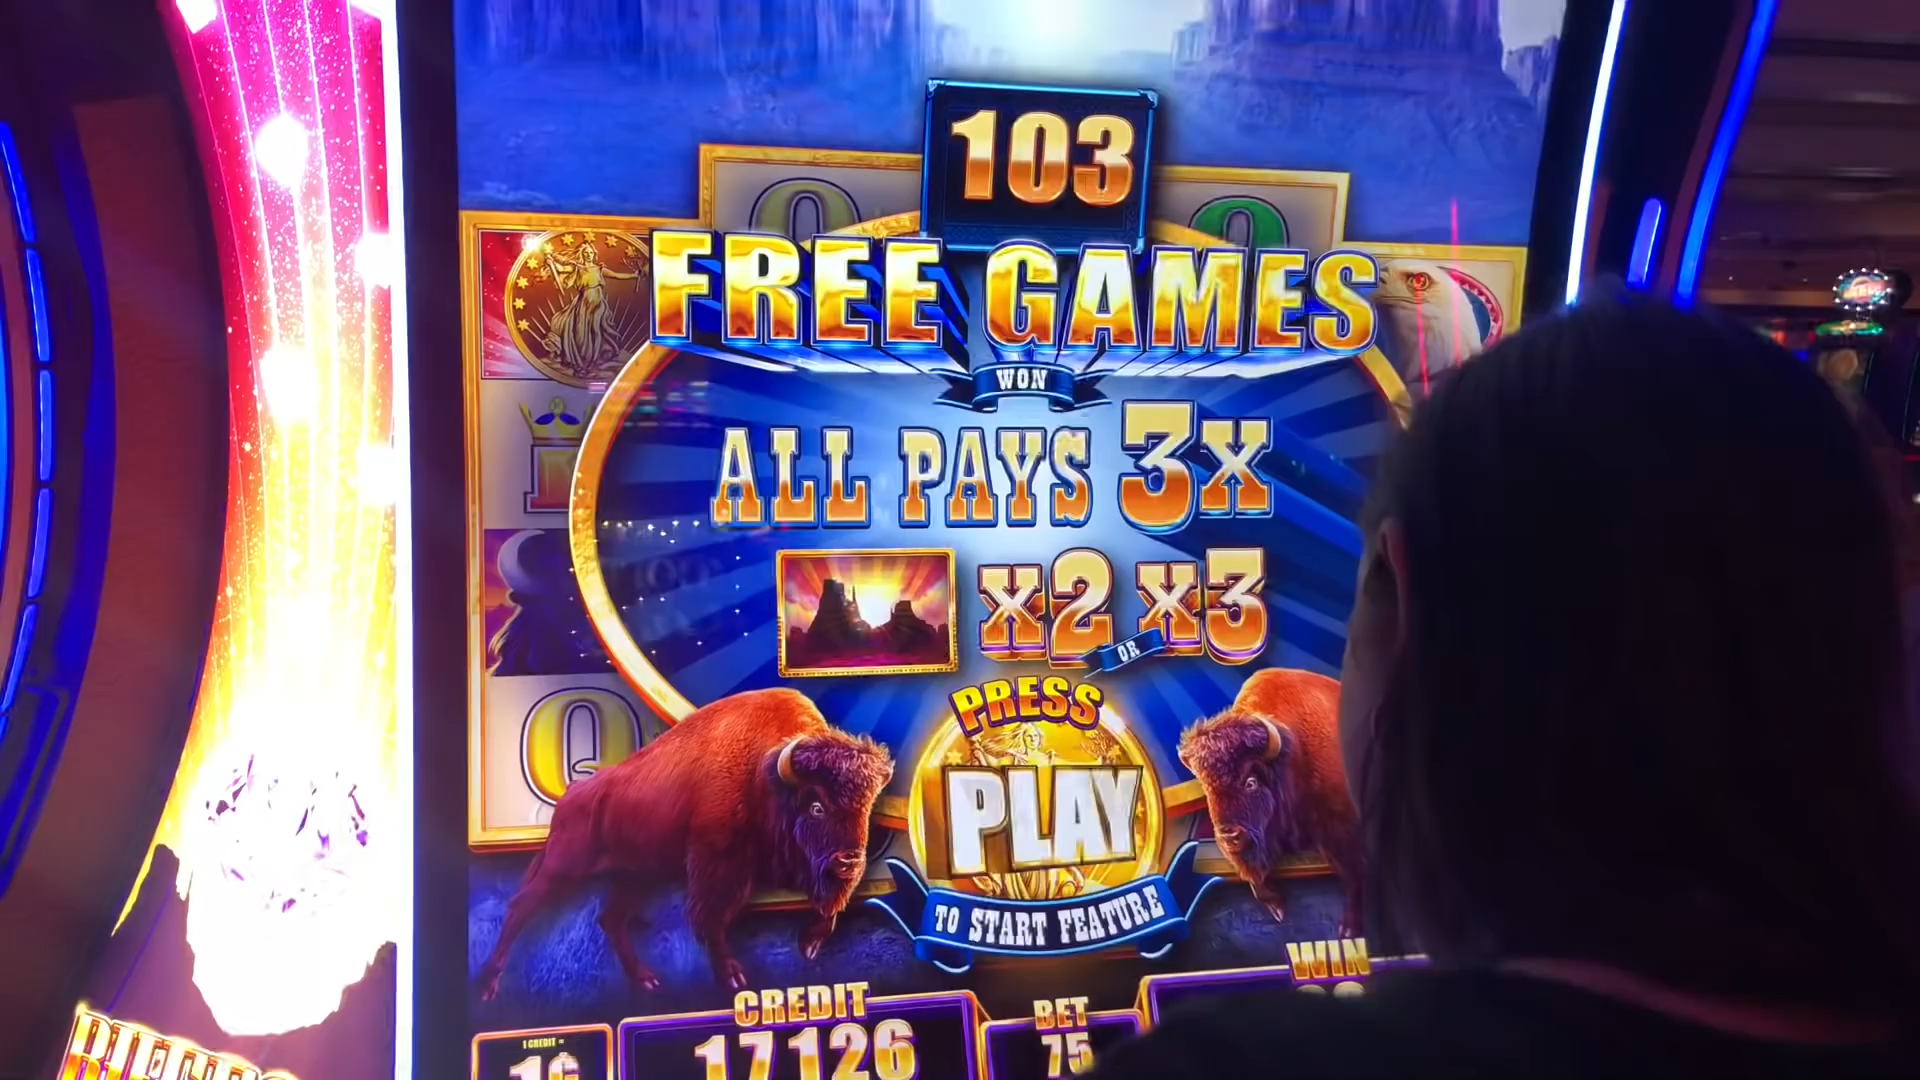 103
FREE GAMES
WON
ALL PAYS 3X
X2 OR X3
PRESS
PLAY
TO START FEATURE
WIN
CREDIT
BET
1 CREDIT =
1¢
17126
75